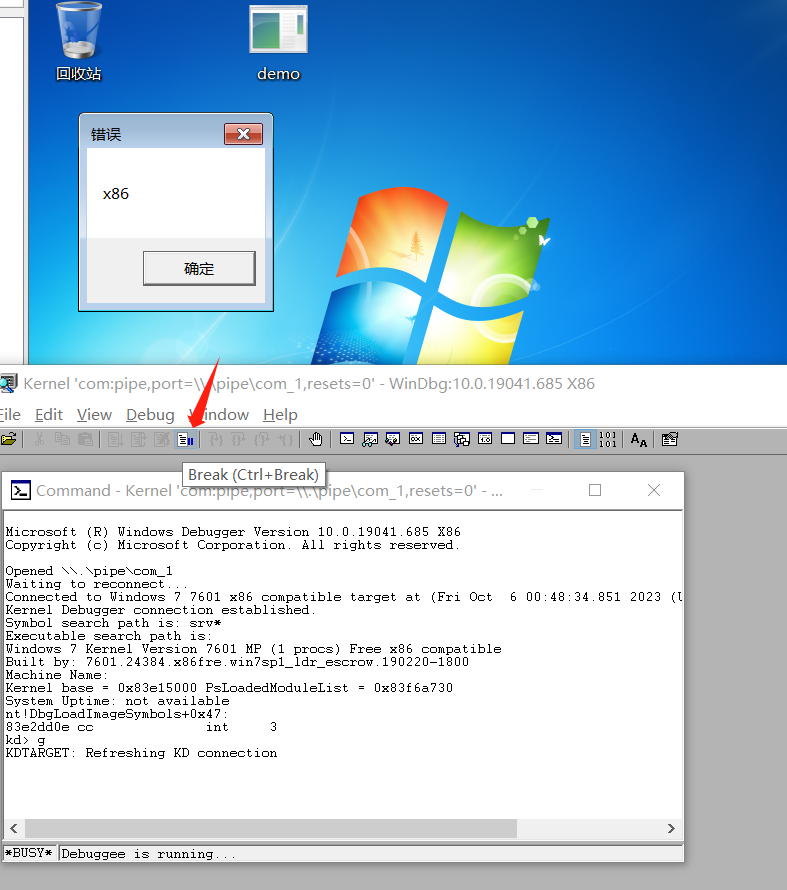 回收站
demo
错误
x86
确定
Kernel 'com:pipe,port=\\.\pipe\com_1,resets=0' - WinDbg:10.0.19041.685 X86
File Edit View Debug Window Help
Break (Ctrl+Break)
Command - Kernel 'com:pipe,port=\\.\pipe\com_1,resets=0' - ...
Microsoft (R) Windows Debugger Version 10.0.19041.685 X86
Copyright (c) Microsoft Corporation. All rights reserved.
Opened \\.\pipe\com_1
Waiting to reconnect...
Connected to Windows 7 7601 x86 compatible target at (Fri Oct  6 00:48:34.851 2023 (U
Kernel Debugger connection established.
Symbol search path is: srv*
Executable search path is:
Windows 7 Kernel Version 7601 MP (1 procs) Free x86 compatible
Built by: 7601.24384.x86fre.win7sp1_ldr_escrow.190220-1800
Machine Name:
Kernel base = 0x83e15000 PsLoadedModuleList = 0x83f6a730
System Uptime: not available
nt!DbgLoadImageSymbols+0x47:
83e2dd0e cc              int     3
kd> g
KDTARGET: Refreshing KD connection
*BUSY* Debuggee is running...